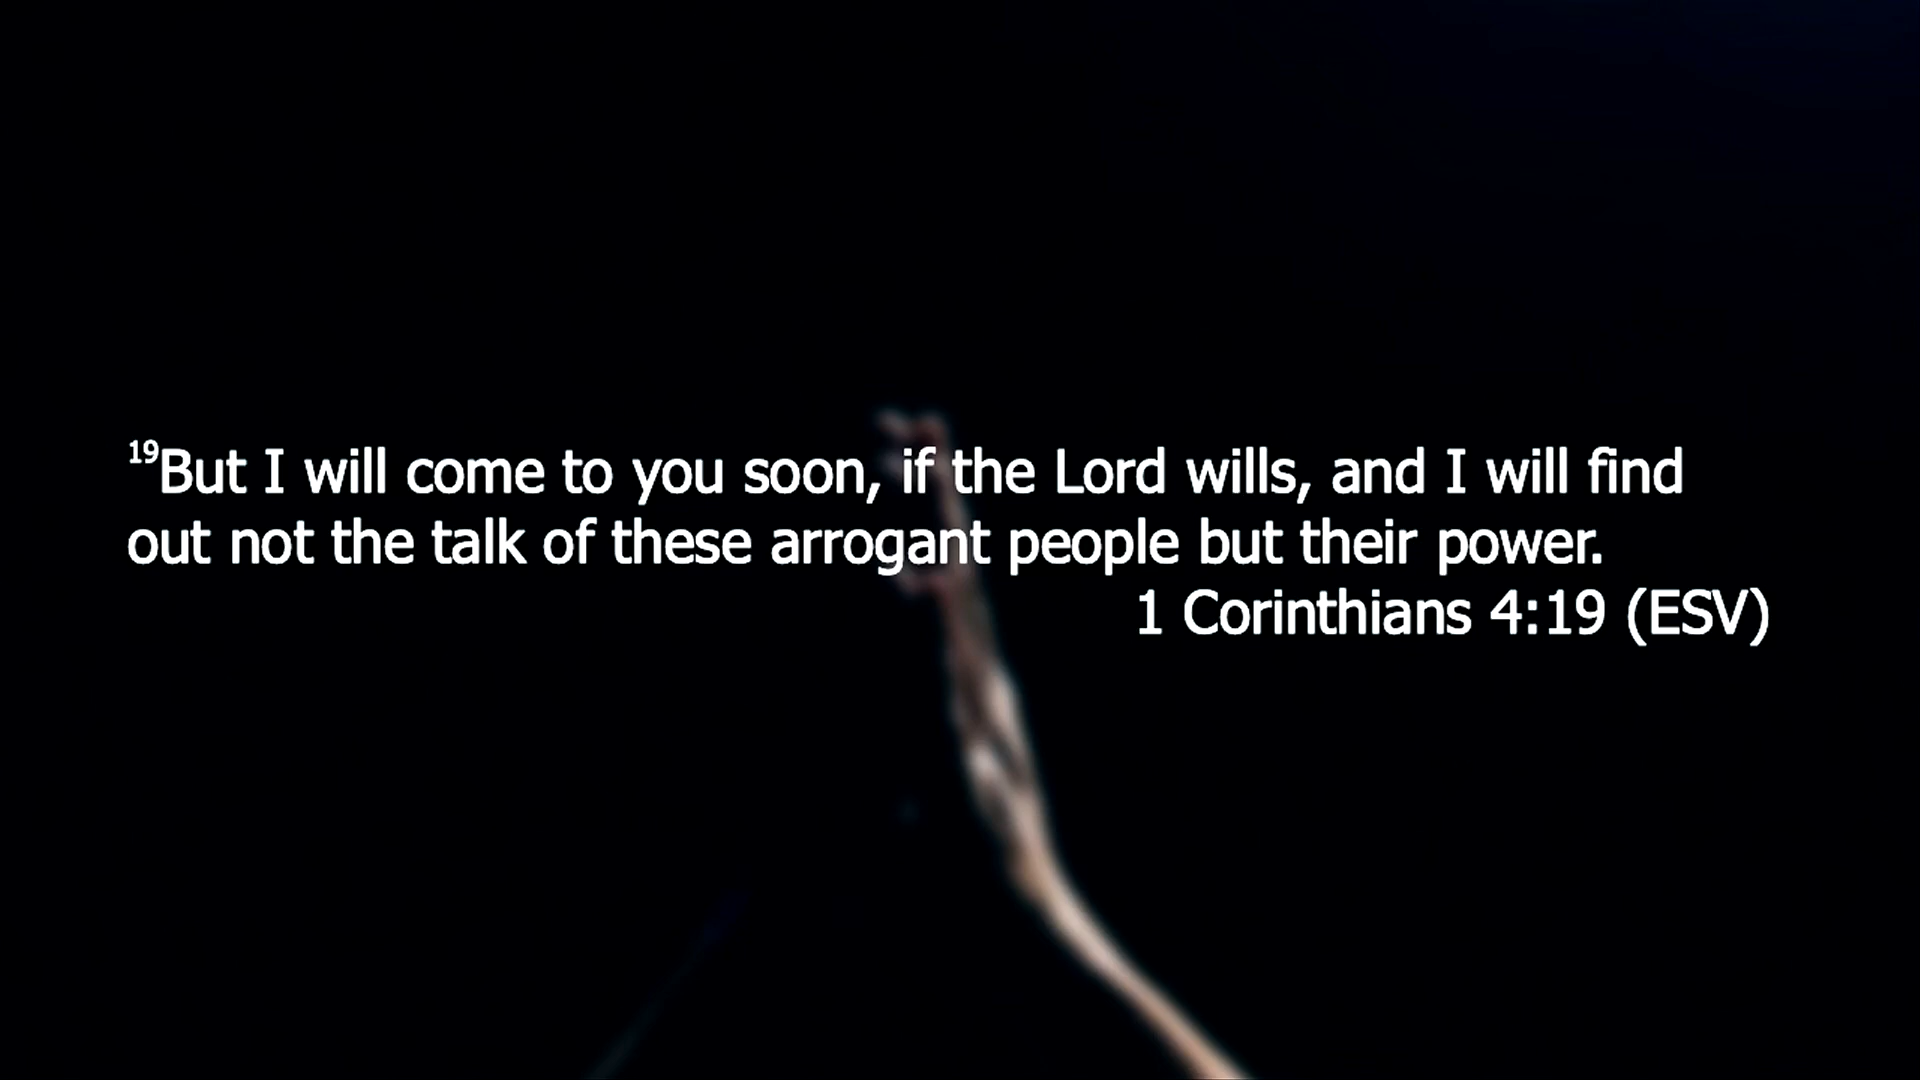 ¹⁹But I will come to you soon, if the Lord wills, and I will find
out not the talk of these arrogant people but their power.
1 Corinthians 4:19 (ESV)